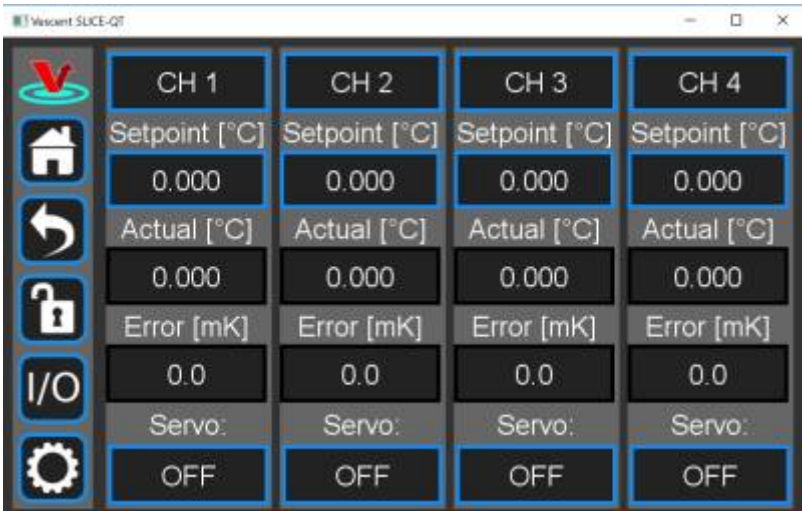 Vescent SLICE-QT
CH 1 CH 2 CH 3 CH 4
Setpoint [°C] Setpoint [°C] Setpoint [°C] Setpoint [°C]
0.000 0.000 0.000 0.000
Actual [°C] Actual [°C] Actual [°C] Actual [°C]
0.000 0.000 0.000 0.000
Error [mK] Error [mK] Error [mK] Error [mK]
I/O 0.0 0.0 0.0 0.0
Servo: Servo: Servo: Servo:
OFF OFF OFF OFF